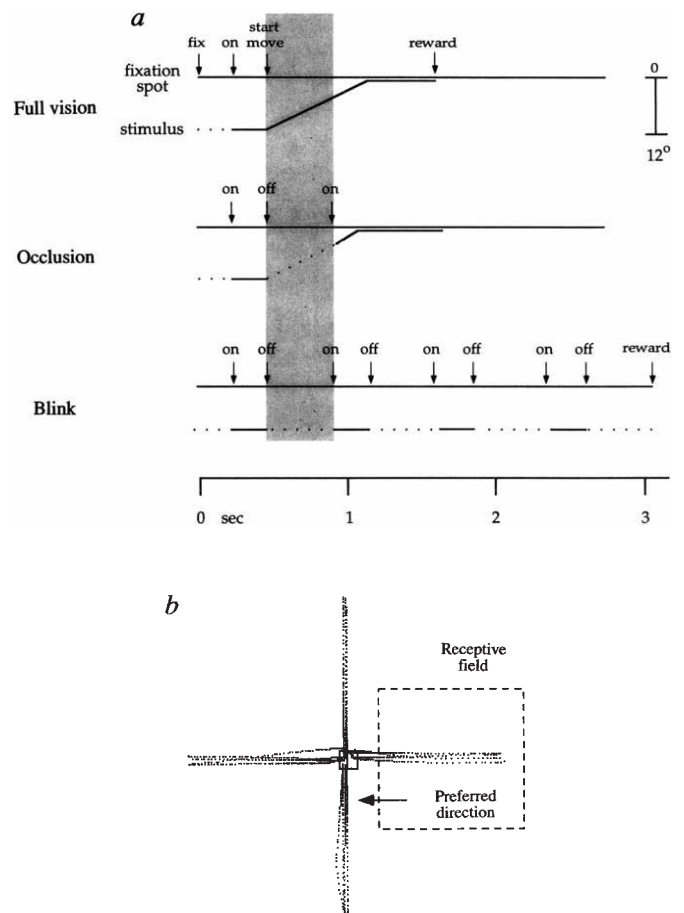 a
start
fix on move reward
fixation
spot
0
Full vision
stimulus
12°
on off on
Occlusion
on off on off on off on off reward
Blink
0 sec 1 2 3
b
Receptive
field
Preferred
direction